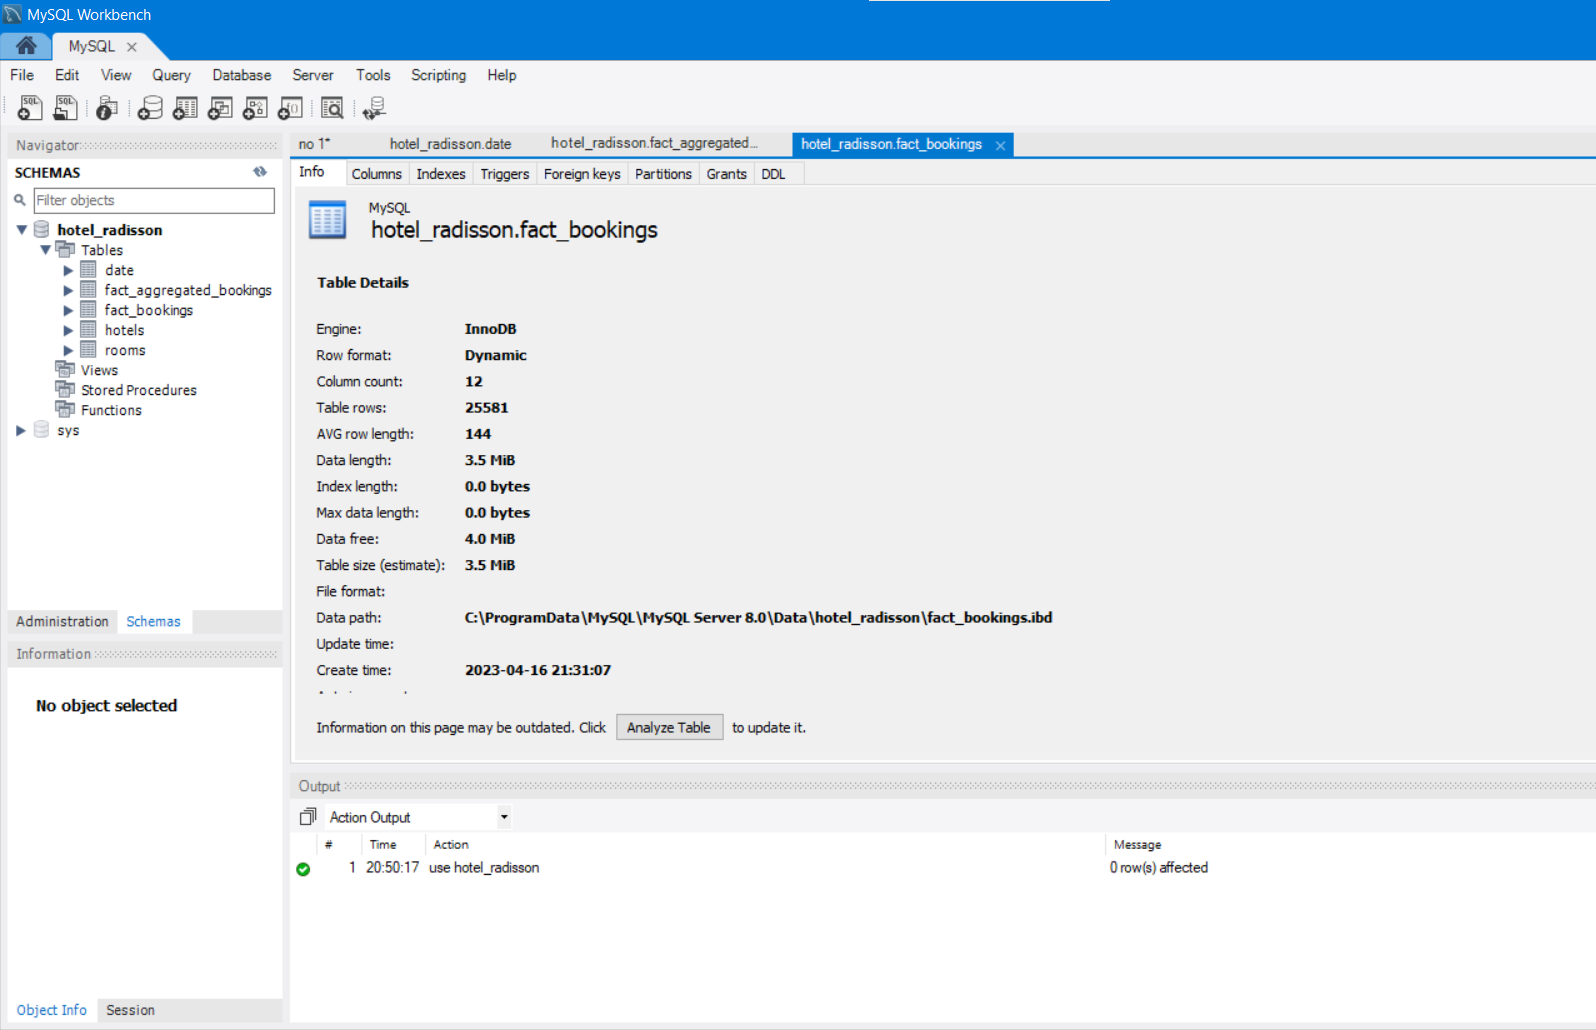 MySQL Workbench
MySQL
File Edit View Query Database Server Tools Scripting Help
Navigator
SCHEMAS
Filter objects
hotel_radisson
Tables
date
fact_aggregated_bookings
fact_bookings
hotels
rooms
Views
Stored Procedures
Functions
sys
Administration Schemas
Information
No object selected
Object Info Session
no 1* hotel_radisson.date hotel_radisson.fact_aggregated... hotel_radisson.fact_bookings
Info Columns Indexes Triggers Foreign keys Partitions Grants DDL
MySQL
hotel_radisson.fact_bookings
Table Details
Engine: InnoDB
Row format: Dynamic
Column count: 12
Table rows: 25581
AVG row length: 144
Data length: 3.5 MiB
Index length: 0.0 bytes
Max data length: 0.0 bytes
Data free: 4.0 MiB
Table size (estimate): 3.5 MiB
File format:
Data path: C:\ProgramData\MySQL\MySQL Server 8.0\Data\hotel_radisson\fact_bookings.ibd
Update time:
Create time: 2023-04-16 21:31:07
Information on this page may be outdated. Click Analyze Table to update it.
Output
Action Output
# Time Action Message
1 20:50:17 use hotel_radisson 0 row(s) affected